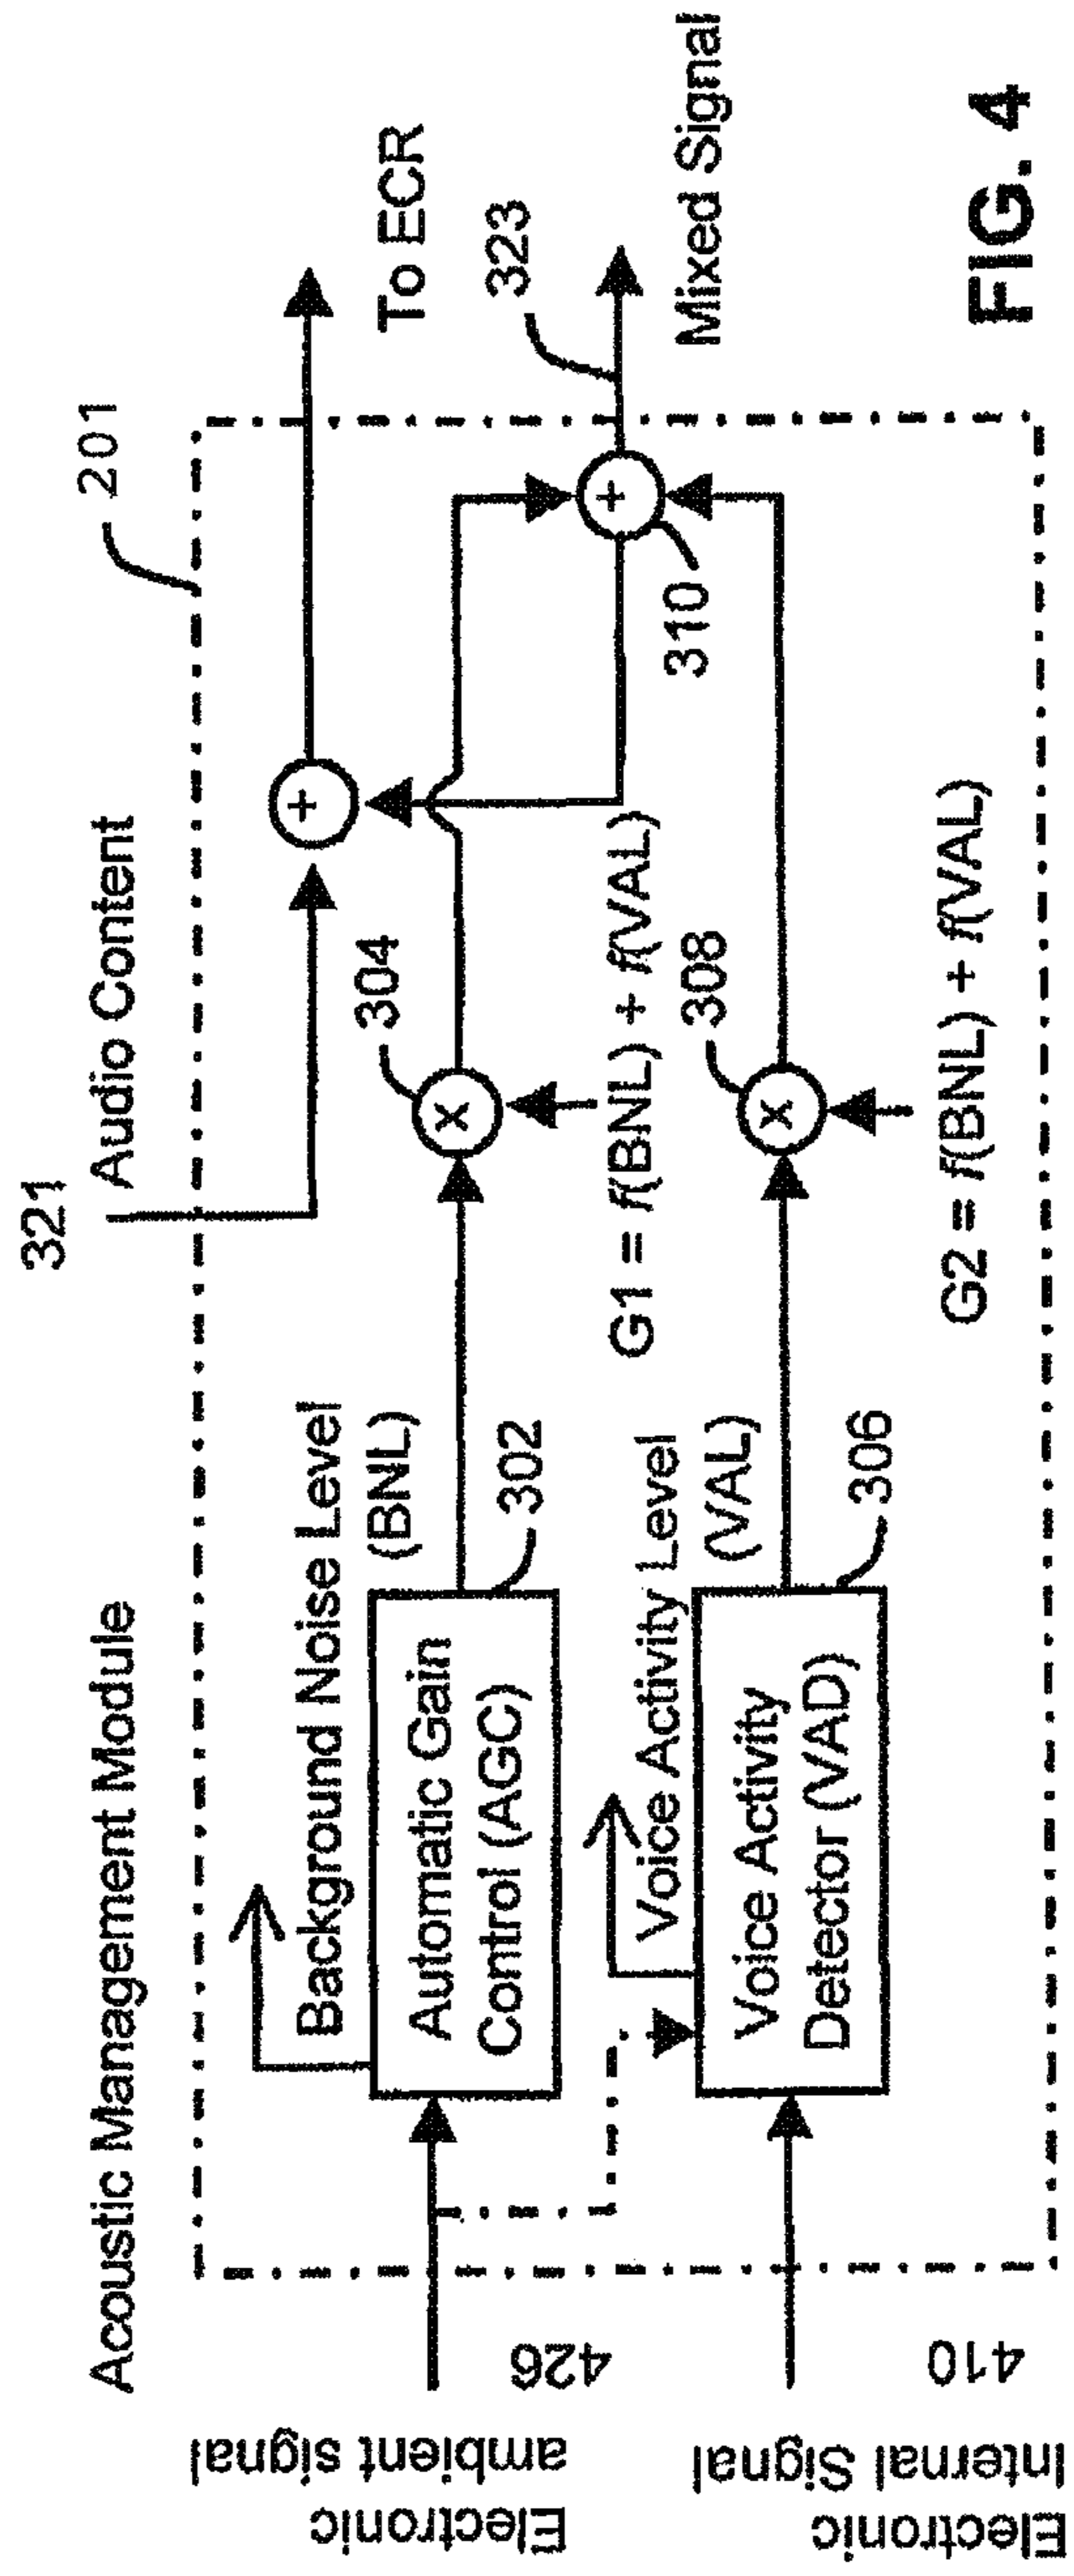 Acoustic Management Module
321
Audio Content
201
Background Noise Level
(BNL)
304
To ECR
Automatic Gain
Control (AGC)
302
+
X
323
Electronic
ambient signal
426
G1 = f(BNL) + f(VAL)
+
Mixed Signal
Voice Activity Level
(VAL)
308
310
Voice Activity
Detector (VAD)
306
X
Electronic
Internal Signal
410
G2 = f(BNL) + f(VAL)
FIG. 4